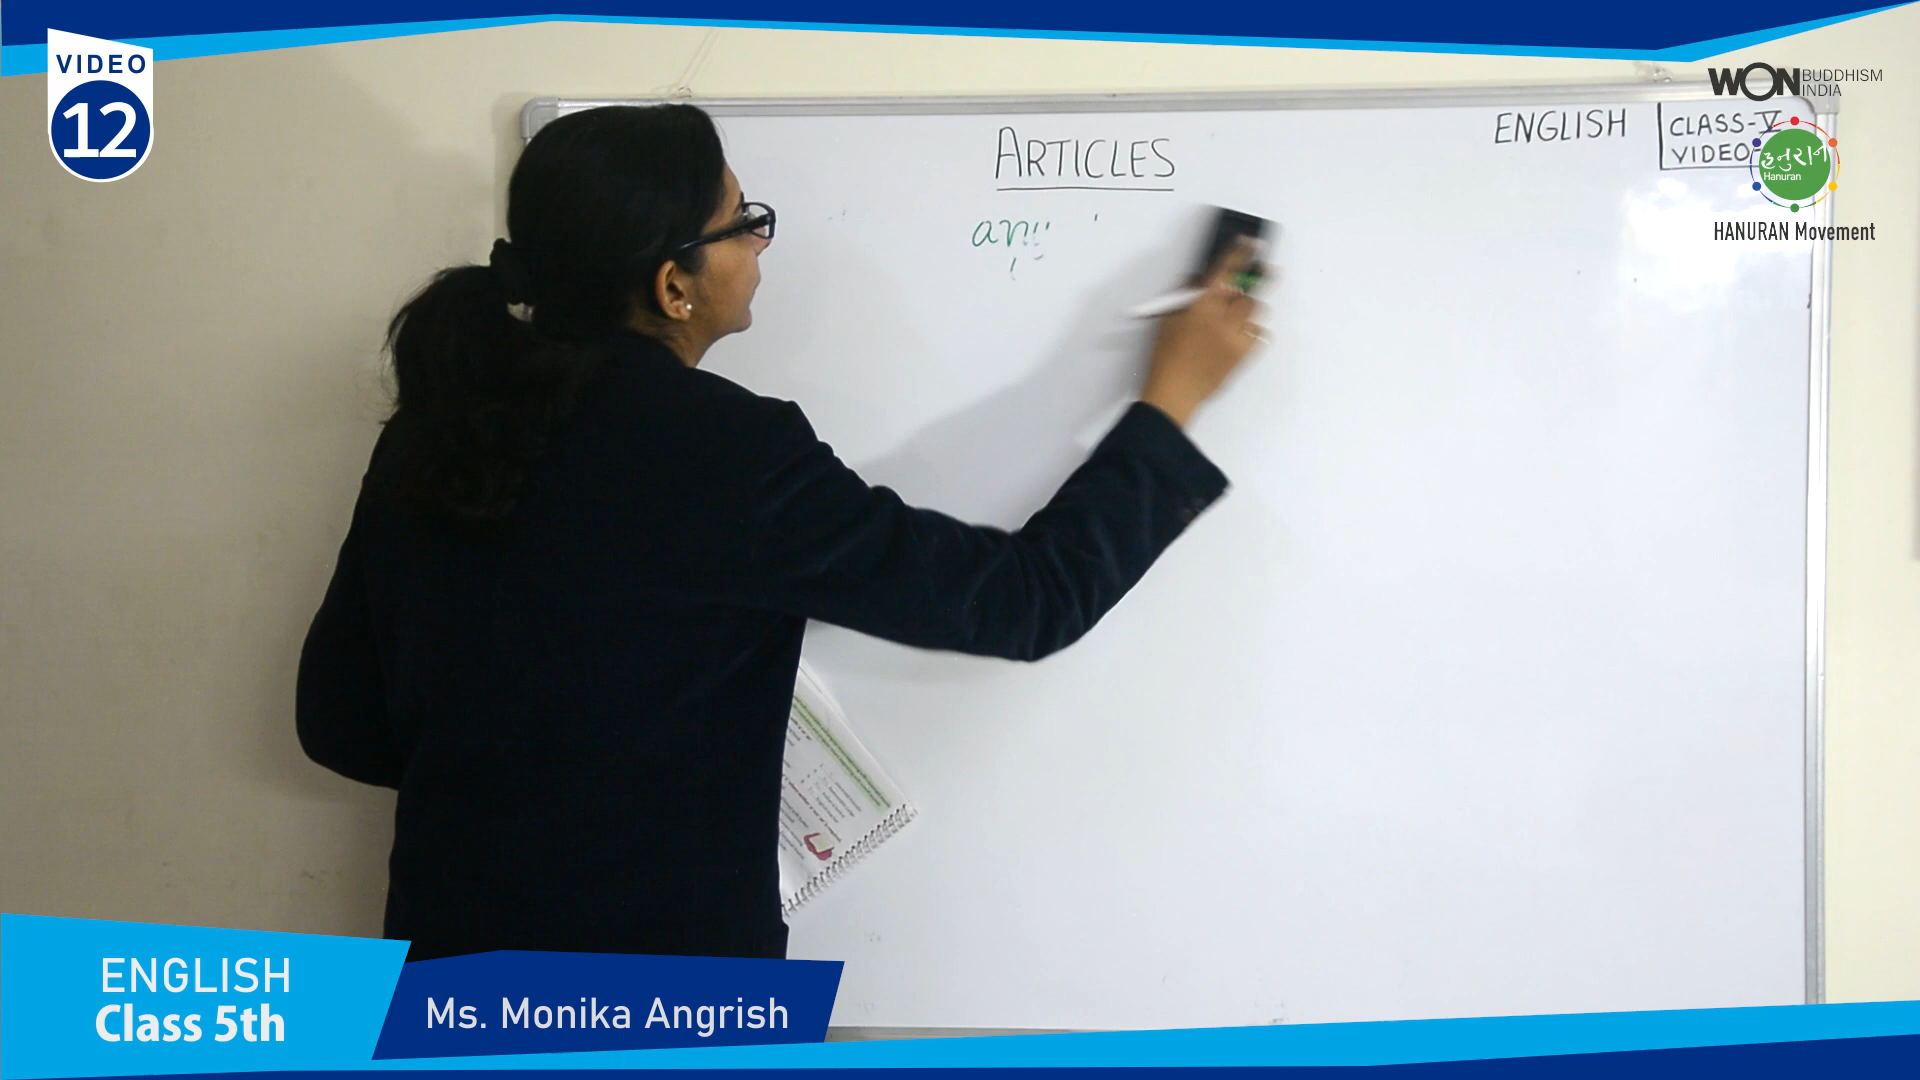 VIDEO
12
WON BUDDHISM
INDIA
ARTICLES
ENGLISH
CLASS-V
VIDEO
हनुरान
Hanuran
HANURAN Movement
ENGLISH
Class 5th
Ms. Monika Angrish